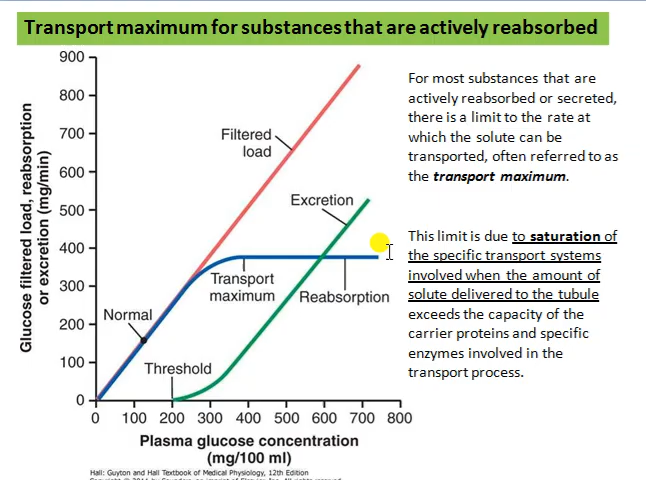 Transport maximum for substances that are actively reabsorbed
Glucose filtered load, reabsorption
or excretion (mg/min)
900
800
700
600
500
400
300
200
100
0
Filtered
load
Excretion
Transport
maximum
Reabsorption
Normal
Threshold
0 100 200 300 400 500 600 700 800
Plasma glucose concentration
(mg/100 ml)
Hall: Guyton and Hall Textbook of Medical Physiology, 12th Edition
For most substances that are
actively reabsorbed or secreted,
there is a limit to the rate at
which the solute can be
transported, often referred to as
the transport maximum.
This limit is due to saturation of
the specific transport systems
involved when the amount of
solute delivered to the tubule
exceeds the capacity of the
carrier proteins and specific
enzymes involved in the
transport process.